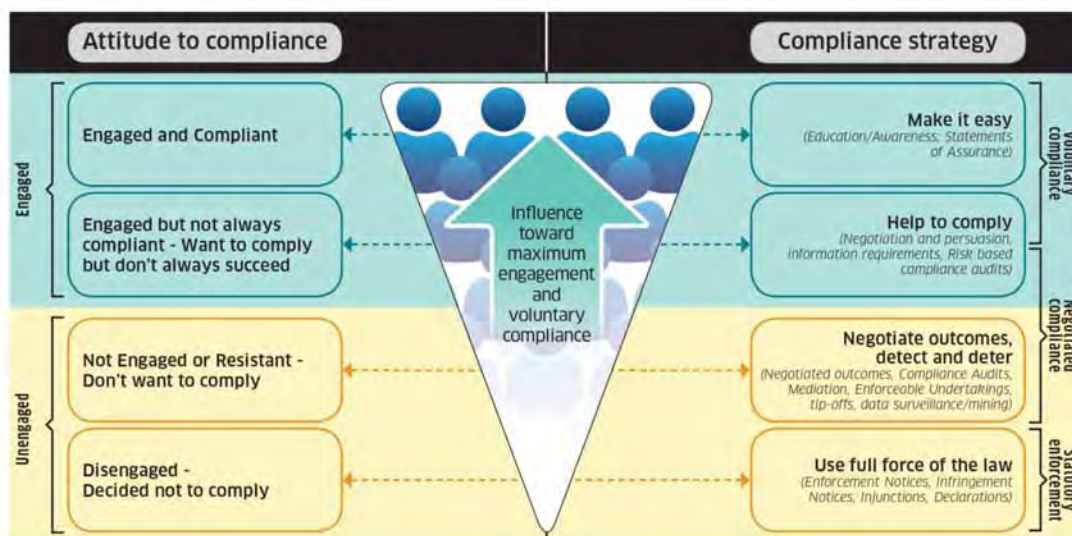 Attitude to compliance
Compliance strategy
Engaged
Engaged and Compliant
Make it easy
(Education/Awareness; Statements
of Assurance)
Voluntary
compliance
Engaged but not always
compliant - Want to comply
but don't always succeed
Influence
toward
maximum
engagement
and
voluntary
compliance
Help to comply
(Negotiation and persuasion,
information requirements, Risk based
compliance audits)
Negotiated
compliance
Unengaged
Not Engaged or Resistant -
Don't want to comply
Negotiate outcomes,
detect and deter
(Negotiated outcomes, Compliance Audits,
Mediation, Enforceable Undertakings,
tip-offs, data surveillance/mining)
Disengaged -
Decided not to comply
Use full force of the law
(Enforcement Notices, Infringement
Notices, Injunctions, Declarations)
Statutory
enforcement